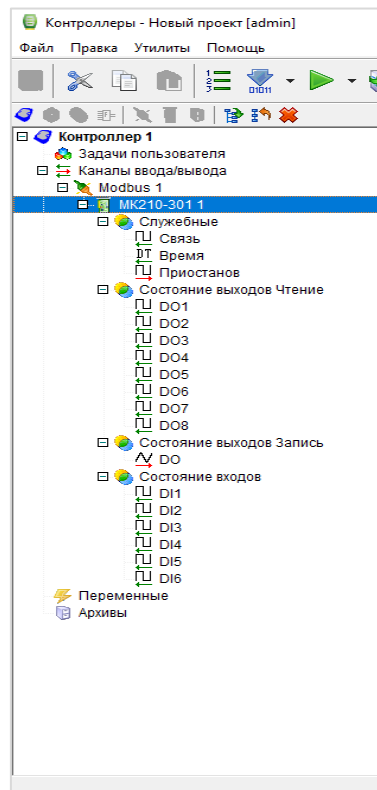 Контроллеры - Новый проект [admin]
Файл Правка Утилиты Помощь
Контроллер 1
Задачи пользователя
Каналы ввода/вывода
Modbus 1
МК210-301 1
Служебные
Связь
Время
Приостанов
Состояние выходов Чтение
DO1
DO2
DO3
DO4
DO5
DO6
DO7
DO8
Состояние выходов Запись
DO
Состояние входов
DI1
DI2
DI3
DI4
DI5
DI6
Переменные
Архивы